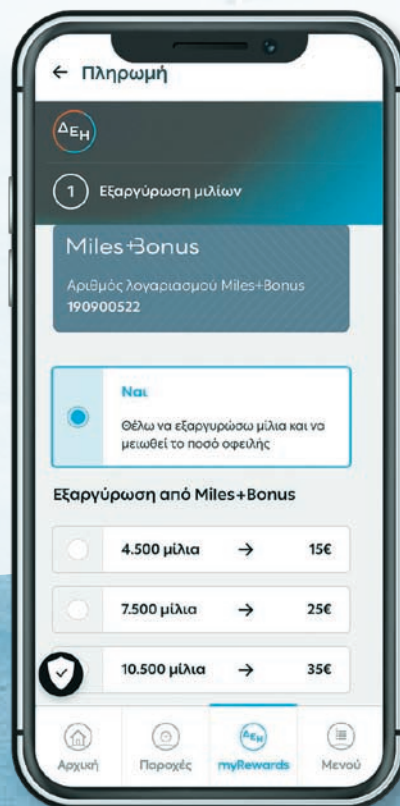 ← Πληρωμή
ΔΕΗ
1 Εξαργύρωση μιλίων
Miles+Bonus
Αριθμός λογαριασμού Miles+Bonus
190900522
Ναι
Θέλω να εξαργυρώσω μίλια και να
μειωθεί το ποσό οφειλής
Εξαργύρωση από Miles+Bonus
4.500 μίλια → 15€
7.500 μίλια → 25€
10.500 μίλια → 35€
ΔΕΗ
Αρχική Παροχές myRewards Μενού